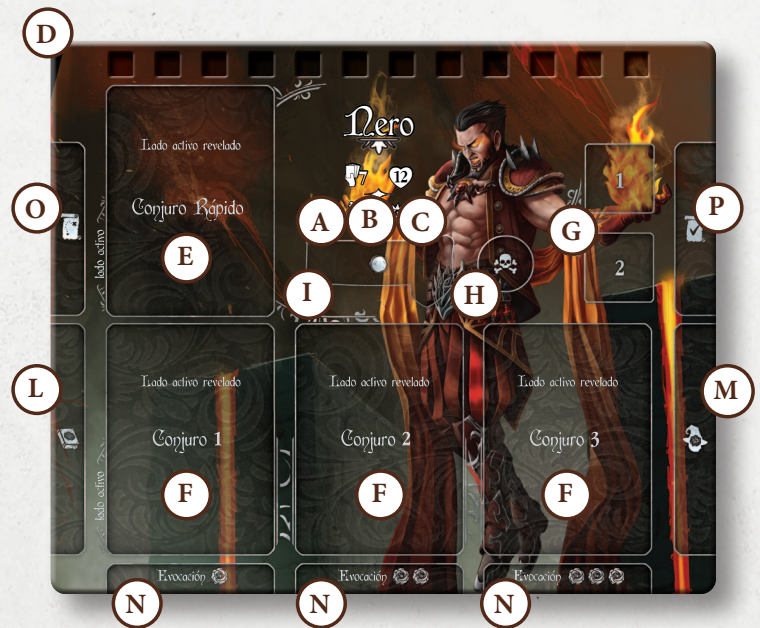 D
Nero
Lado activo revelado
7
12
1
O
Conjuro Rápido
P
A
B
C
G
lado activo
E
2
I
H
L
Lado activo revelado
Lado activo revelado
Lado activo revelado
M
Conjuro 1
Conjuro 2
Conjuro 3
lado activo
F
F
F
Evocación
Evocación
Evocación
N
N
N